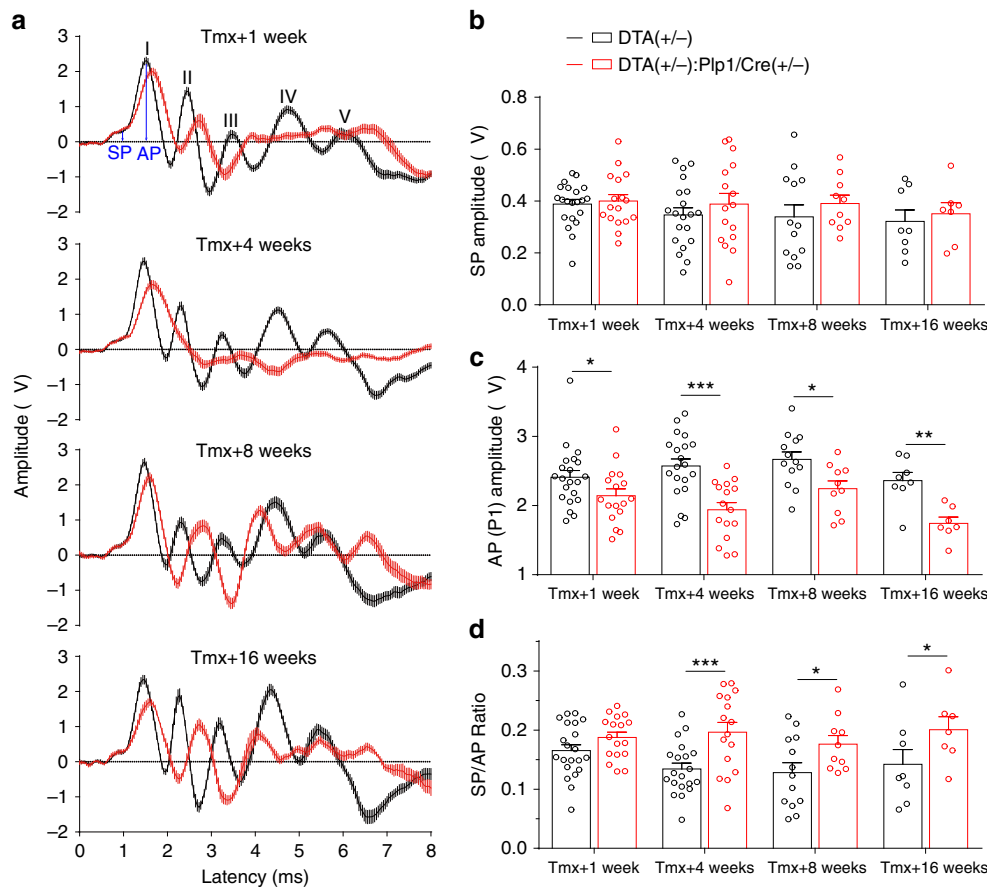 a
Tmx+1 week
I
II
III
IV
V
SP AP
3
2
1
0
–1
–2
Tmx+4 weeks
3
2
1
0
–1
–2
Amplitude ( V)
Tmx+8 weeks
3
2
1
0
–1
–2
Tmx+16 weeks
3
2
1
0
–1
–2
0 1 2 3 4 5 6 7 8
Latency (ms)
b
DTA(+/–)
DTA(+/–):Plp1/Cre(+/–)
SP amplitude ( V)
0.8
0.6
0.4
0.2
0.0
Tmx+1 week Tmx+4 weeks Tmx+8 weeks Tmx+16 weeks
c
AP (P1) amplitude ( V)
4
3
2
1
* *** * **
Tmx+1 week Tmx+4 weeks Tmx+8 weeks Tmx+16 weeks
d
SP/AP Ratio
0.3
0.2
0.1
0.0
*** * *
Tmx+1 week Tmx+4 weeks Tmx+8 weeks Tmx+16 weeks